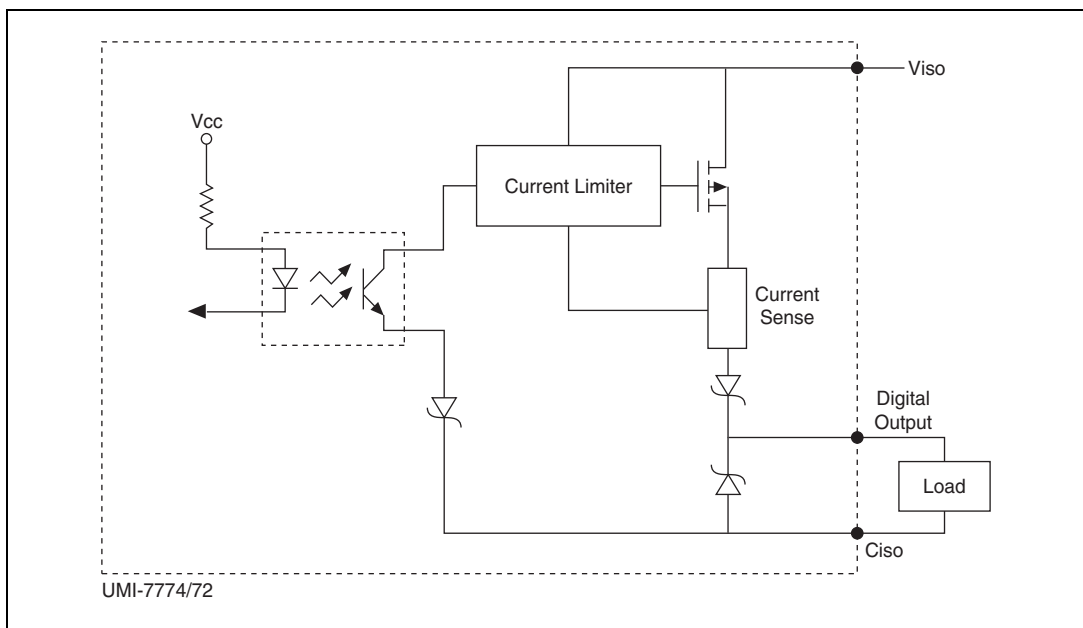 Viso
Vcc
Current Limiter
Current
Sense
Digital
Output
Load
Ciso
UMI-7774/72